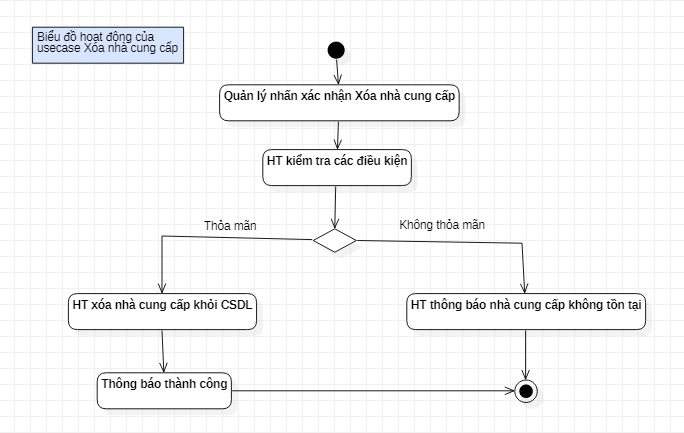 Biểu đồ hoạt động của
usecase Xóa nhà cung cấp
Quản lý nhấn xác nhận Xóa nhà cung cấp
HT kiểm tra các điều kiện
Thỏa mãn
Không thỏa mãn
HT xóa nhà cung cấp khỏi CSDL
HT thông báo nhà cung cấp không tồn tại
Thông báo thành công